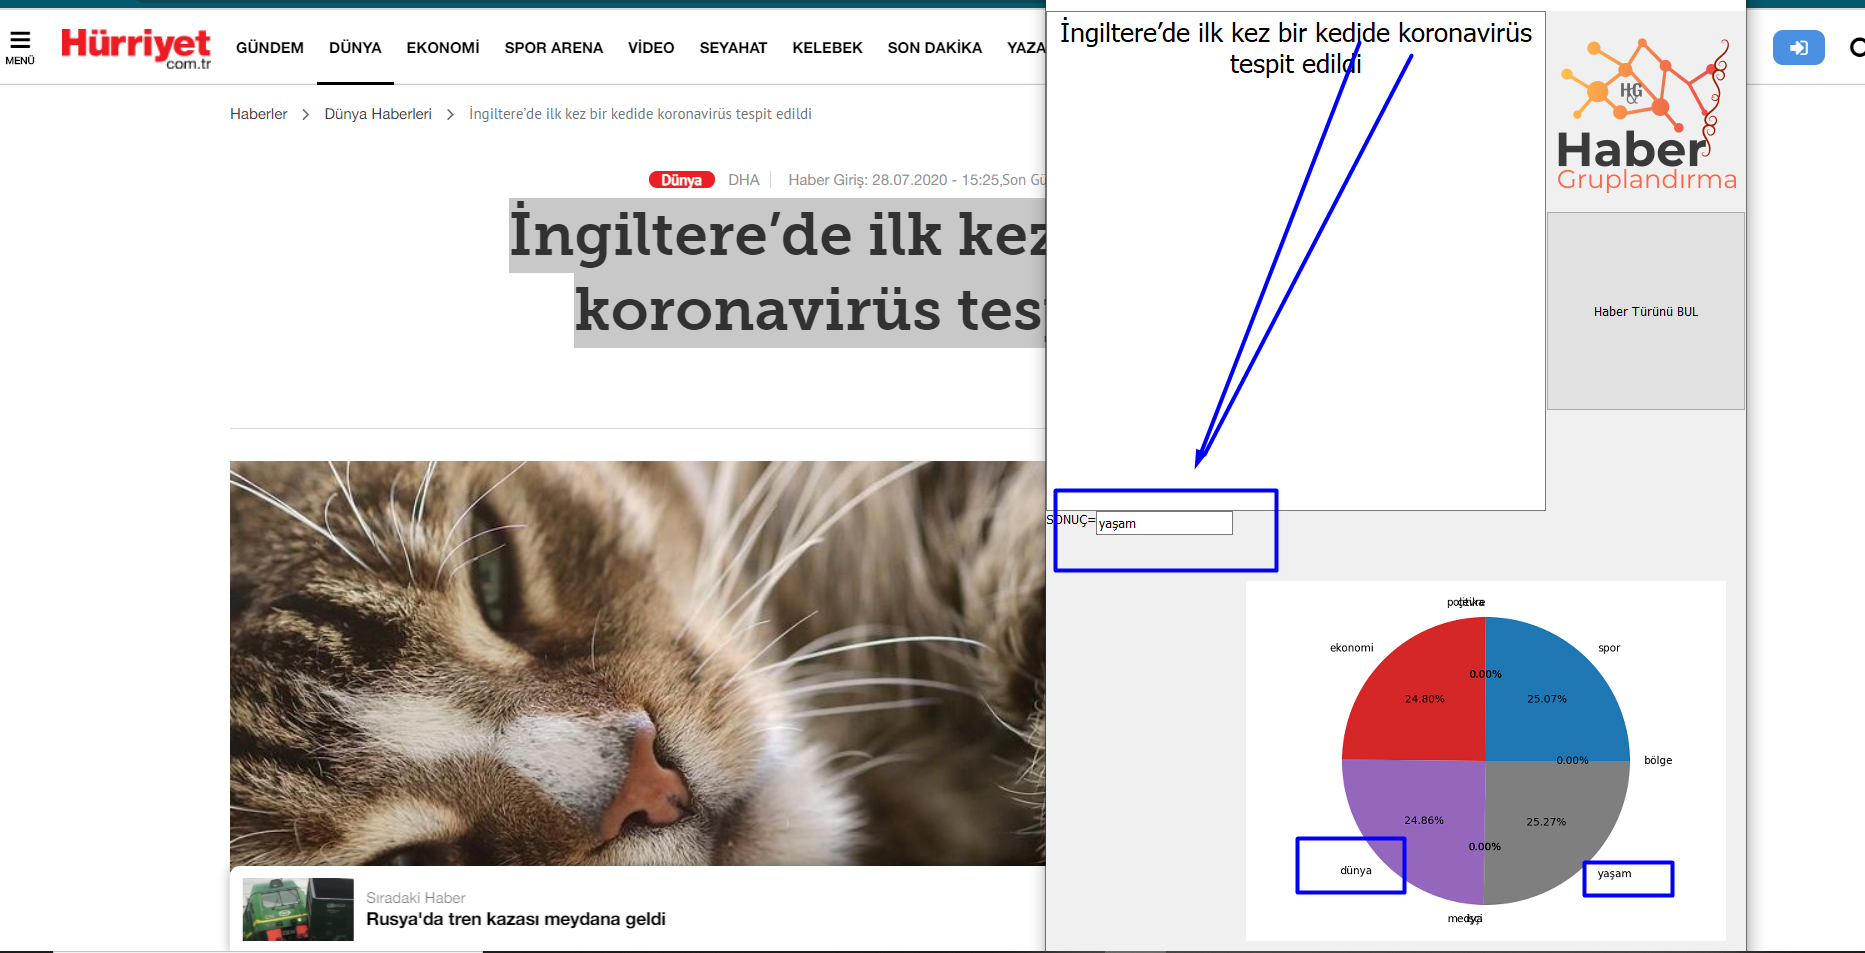 MENÜ
Hürriyet
com.tr
GÜNDEM DÜNYA EKONOMİ SPOR ARENA VİDEO SEYAHAT KELEBEK SON DAKİKA YAZA
Haberler > Dünya Haberleri > İngiltere'de ilk kez bir kedide koronavirüs tespit edildi
Dünya DHA Haber Giriş: 28.07.2020 - 15:25,Son Gü
İngiltere’de ilk kez
koronavirüs tes
Sıradaki Haber
Rusya'da tren kazası meydana geldi
İngiltere’de ilk kez bir kedide koronavirüs
tespit edildi
H&G
Haber
Gruplandırma
Haber Türünü BUL
SONUÇ= yaşam
politika
çevre
ekonomi
spor
0.00%
24.80%
25.07%
0.00%
bölge
24.86%
25.27%
0.00%
dünya
yaşam
medya